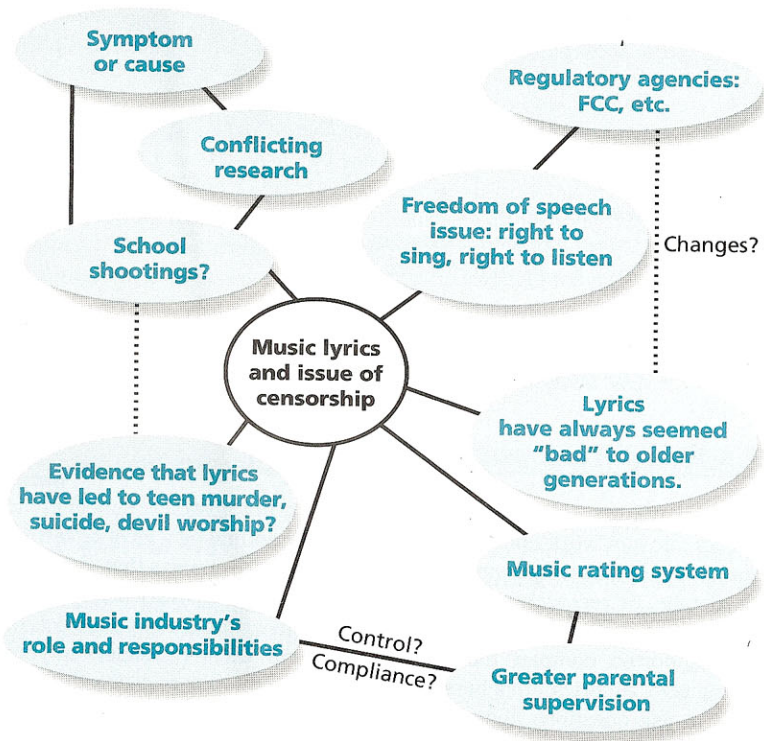 Symptom
or cause
Regulatory agencies:
FCC, etc.
Conflicting
research
Freedom of speech
issue: right to
sing, right to listen
School
shootings?
Changes?
Music lyrics
and issue of
censorship
Lyrics
have always seemed
“bad” to older
generations.
Evidence that lyrics
have led to teen murder,
suicide, devil worship?
Music rating system
Music industry’s
role and responsibilities
Control?
Compliance?
Greater parental
supervision